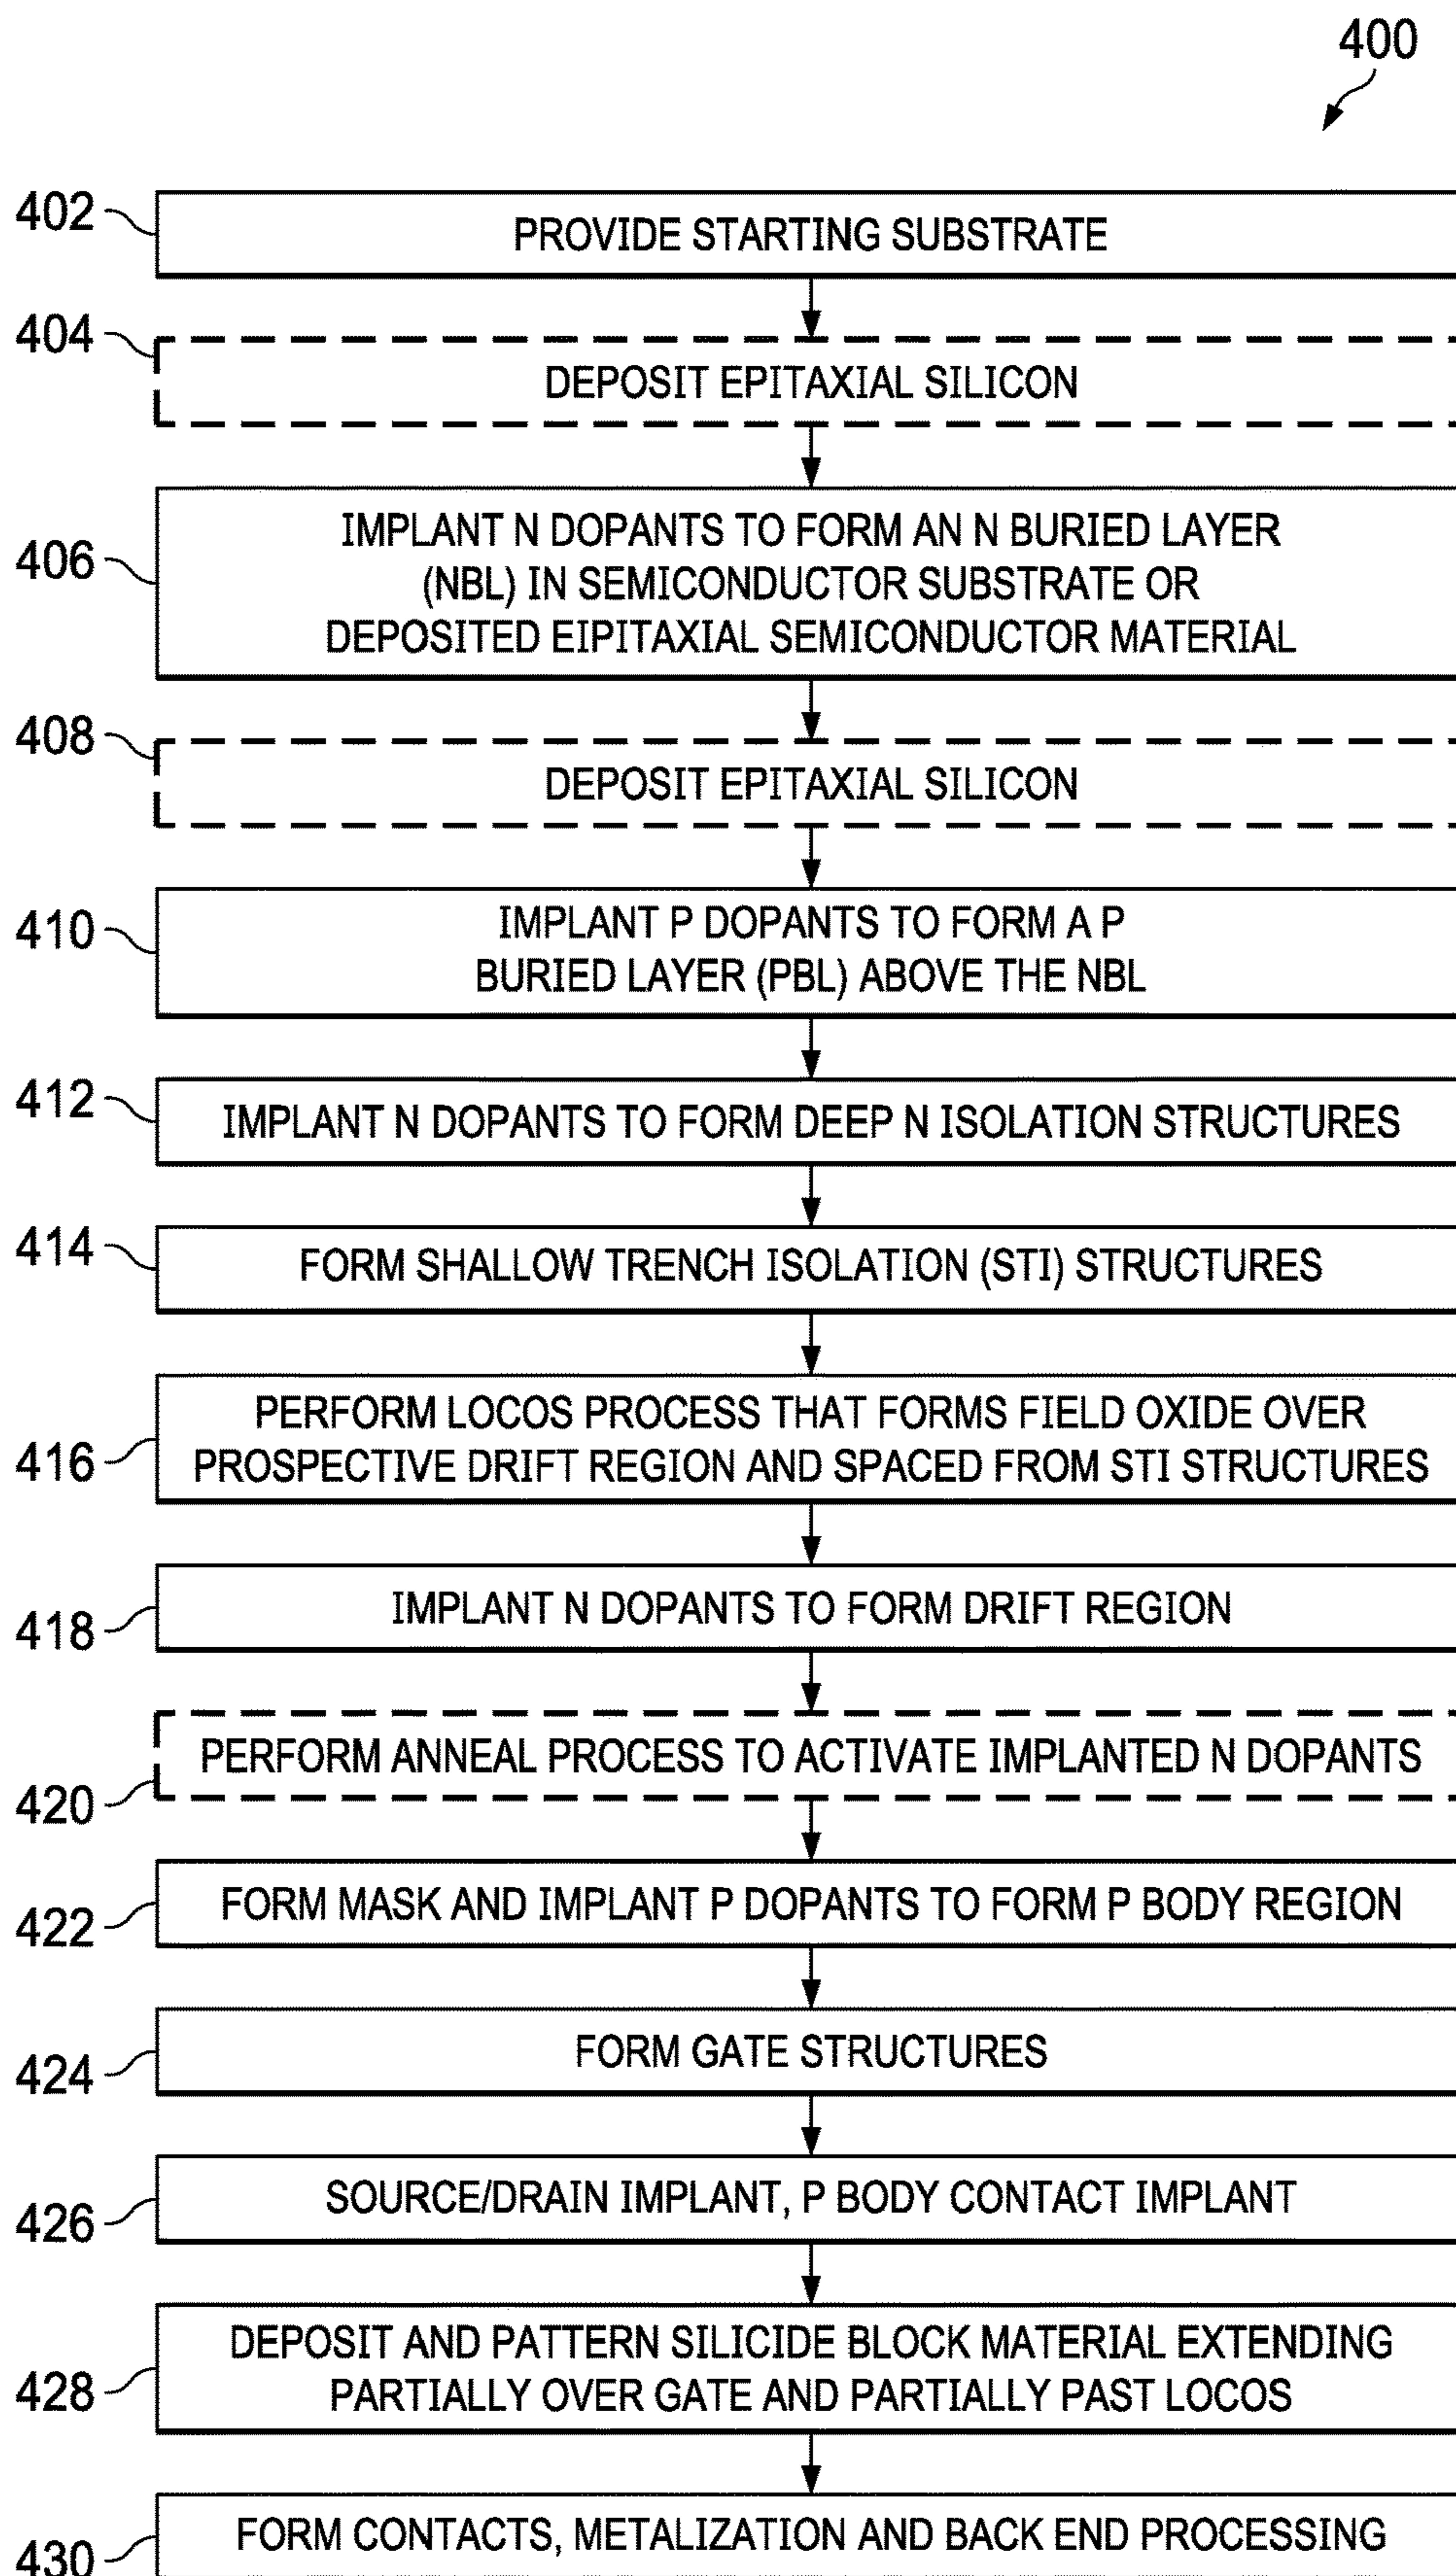 400
402
PROVIDE STARTING SUBSTRATE
404
DEPOSIT EPITAXIAL SILICON
406
IMPLANT N DOPANTS TO FORM AN N BURIED LAYER
(NBL) IN SEMICONDUCTOR SUBSTRATE OR
DEPOSITED EIPITAXIAL SEMICONDUCTOR MATERIAL
408
DEPOSIT EPITAXIAL SILICON
410
IMPLANT P DOPANTS TO FORM A P
BURIED LAYER (PBL) ABOVE THE NBL
412
IMPLANT N DOPANTS TO FORM DEEP N ISOLATION STRUCTURES
414
FORM SHALLOW TRENCH ISOLATION (STI) STRUCTURES
416
PERFORM LOCOS PROCESS THAT FORMS FIELD OXIDE OVER
PROSPECTIVE DRIFT REGION AND SPACED FROM STI STRUCTURES
418
IMPLANT N DOPANTS TO FORM DRIFT REGION
420
PERFORM ANNEAL PROCESS TO ACTIVATE IMPLANTED N DOPANTS
422
FORM MASK AND IMPLANT P DOPANTS TO FORM P BODY REGION
424
FORM GATE STRUCTURES
426
SOURCE/DRAIN IMPLANT, P BODY CONTACT IMPLANT
428
DEPOSIT AND PATTERN SILICIDE BLOCK MATERIAL EXTENDING
PARTIALLY OVER GATE AND PARTIALLY PAST LOCOS
430
FORM CONTACTS, METALIZATION AND BACK END PROCESSING